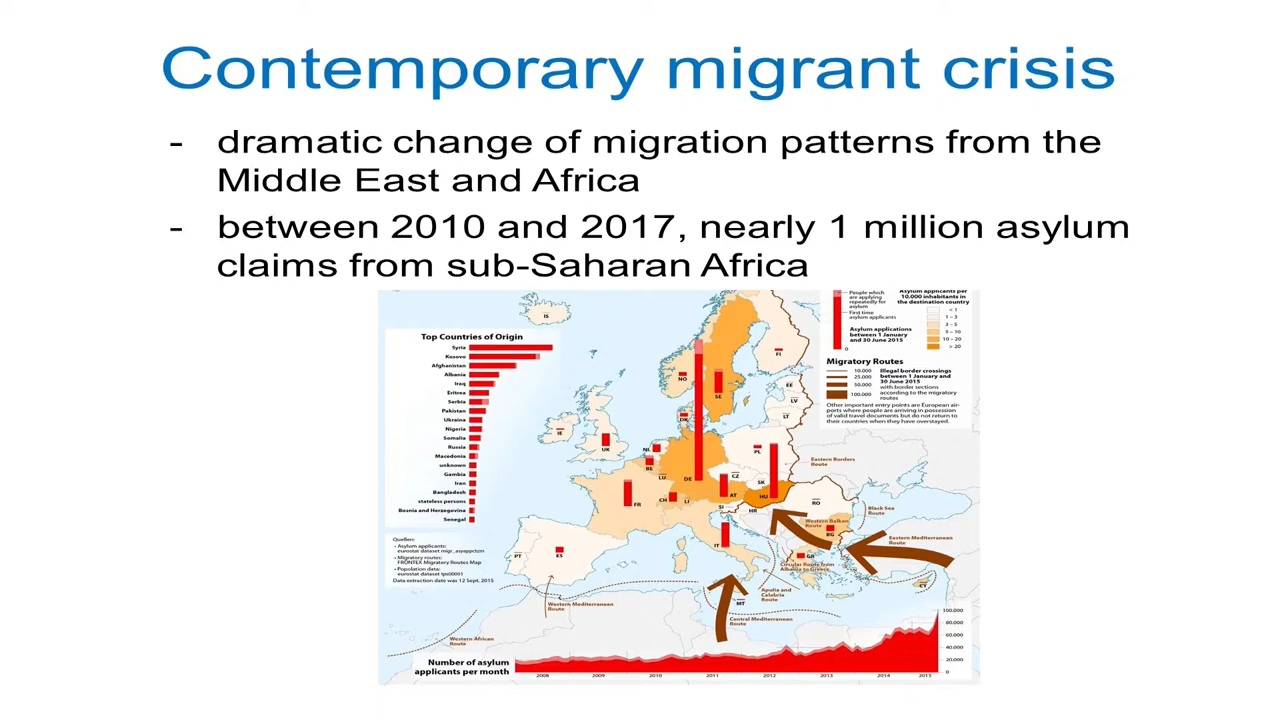 Contemporary migrant crisis
- dramatic change of migration patterns from the
Middle East and Africa
- between 2010 and 2017, nearly 1 million asylum
claims from sub-Saharan Africa
Top Countries of Origin
Syria
Kosovo
Afghanistan
Albania
Iraq
Eritrea
Serbia
Pakistan
Ukraine
Nigeria
Somalia
Russia
Macedonia
unknown
Gambia
Iran
Bangladesh
stateless persons
Bosnia and Herzegovina
Senegal
Quellen:
• Asylum applicants:
eurostat dataset migr_asyappctzm
• Migratory routes:
FRONTEX Migratory Routes Map
• Population data:
eurostat dataset tps00001
Data extraction date was 12 Sept. 2015
People which
are applying
repeatedly for
asylum
First time
asylum applicants
Asylum applications
between 1 January
and 30 June 2015
0
Asylum applicants per
10.000 inhabitants in
the destination country
< 1
1 – 3
3 – 5
5 – 10
10 – 20
> 20
Migratory Routes
10.000
25.000
50.000
100.000
Illegal border crossings
between 1 January and
30 June 2015
with border sections
according to the migratory
routes
Other important entry points are European air-
ports where people are arriving in possession
of valid travel documents but do not return to
their countries when they have overstayed.
IS
NO
SE
FI
EE
LV
LT
DK
IE
UK
NL
BE
LU
DE
PL
CZ
SK
AT
HU
RO
FR
CH
LI
SI
HR
IT
BG
GR
PT
ES
MT
CY
Eastern Borders
Route
Black Sea
Route
Western Balkan
Route
Eastern Mediterranean
Route
Circular Route from
Albania to Greece
Apulia and
Calabria
Route
Central Mediterranean
Route
Western Mediterranean
Route
Western African
Route
Number of asylum
applicants per month
100.000
80.000
60.000
40.000
20.000
0
2008
2009
2010
2011
2012
2013
2014
2015